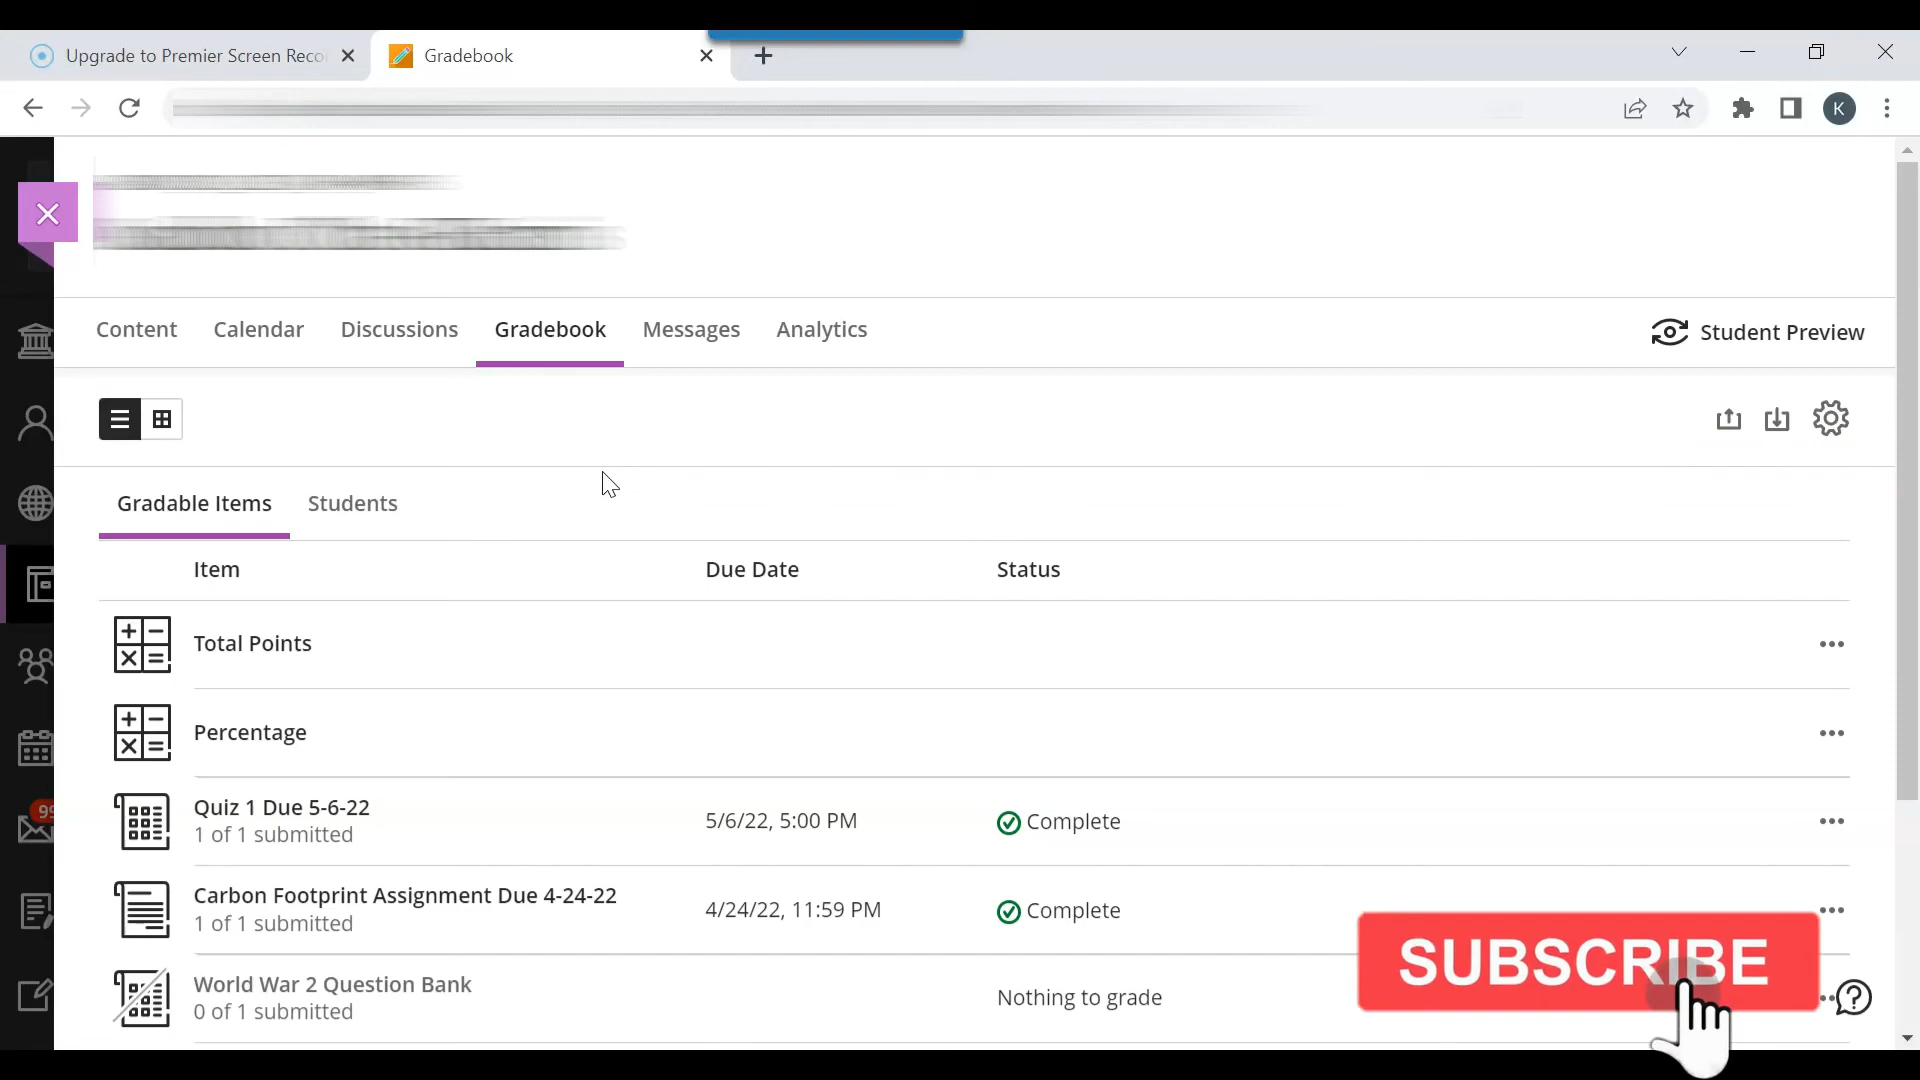 Upgrade to Premier Screen Reco
Gradebook
K
Content Calendar Discussions Gradebook Messages Analytics
Student Preview
Gradable Items Students
Item Due Date Status
Total Points
Percentage
Quiz 1 Due 5-6-22
1 of 1 submitted
5/6/22, 5:00 PM
Complete
Carbon Footprint Assignment Due 4-24-22
1 of 1 submitted
4/24/22, 11:59 PM
Complete
World War 2 Question Bank
0 of 1 submitted
Nothing to grade
99
SUBSCRIBE